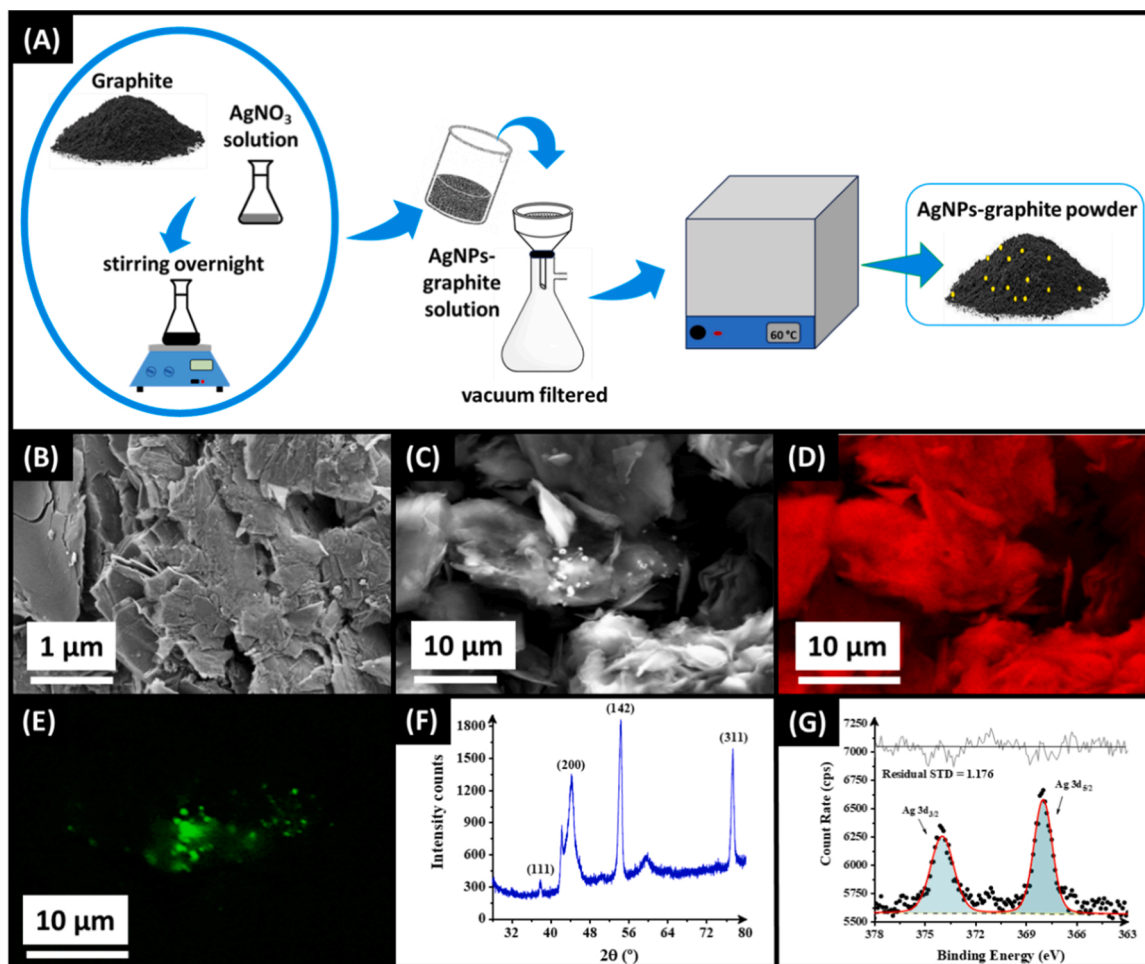 (A)
Graphite
AgNO₃
solution
stirring overnight
AgNPs-
graphite
solution
vacuum filtered
60 °C
AgNPs-graphite powder
(B)
1 µm
(C)
10 µm
(D)
10 µm
(E)
10 µm
(F)
Intensity counts
1800
1500
1200
900
600
300
0
(111)
(200)
(142)
(311)
32 40 48 56 64 72 80
2θ (º)
(G)
Count Rate (cps)
7250
7000
6750
6500
6250
6000
5750
5500
Residual STD = 1.176
Ag 3d₃/₂
Ag 3d₅/₂
378 375 372 369 366 363
Binding Energy (eV)